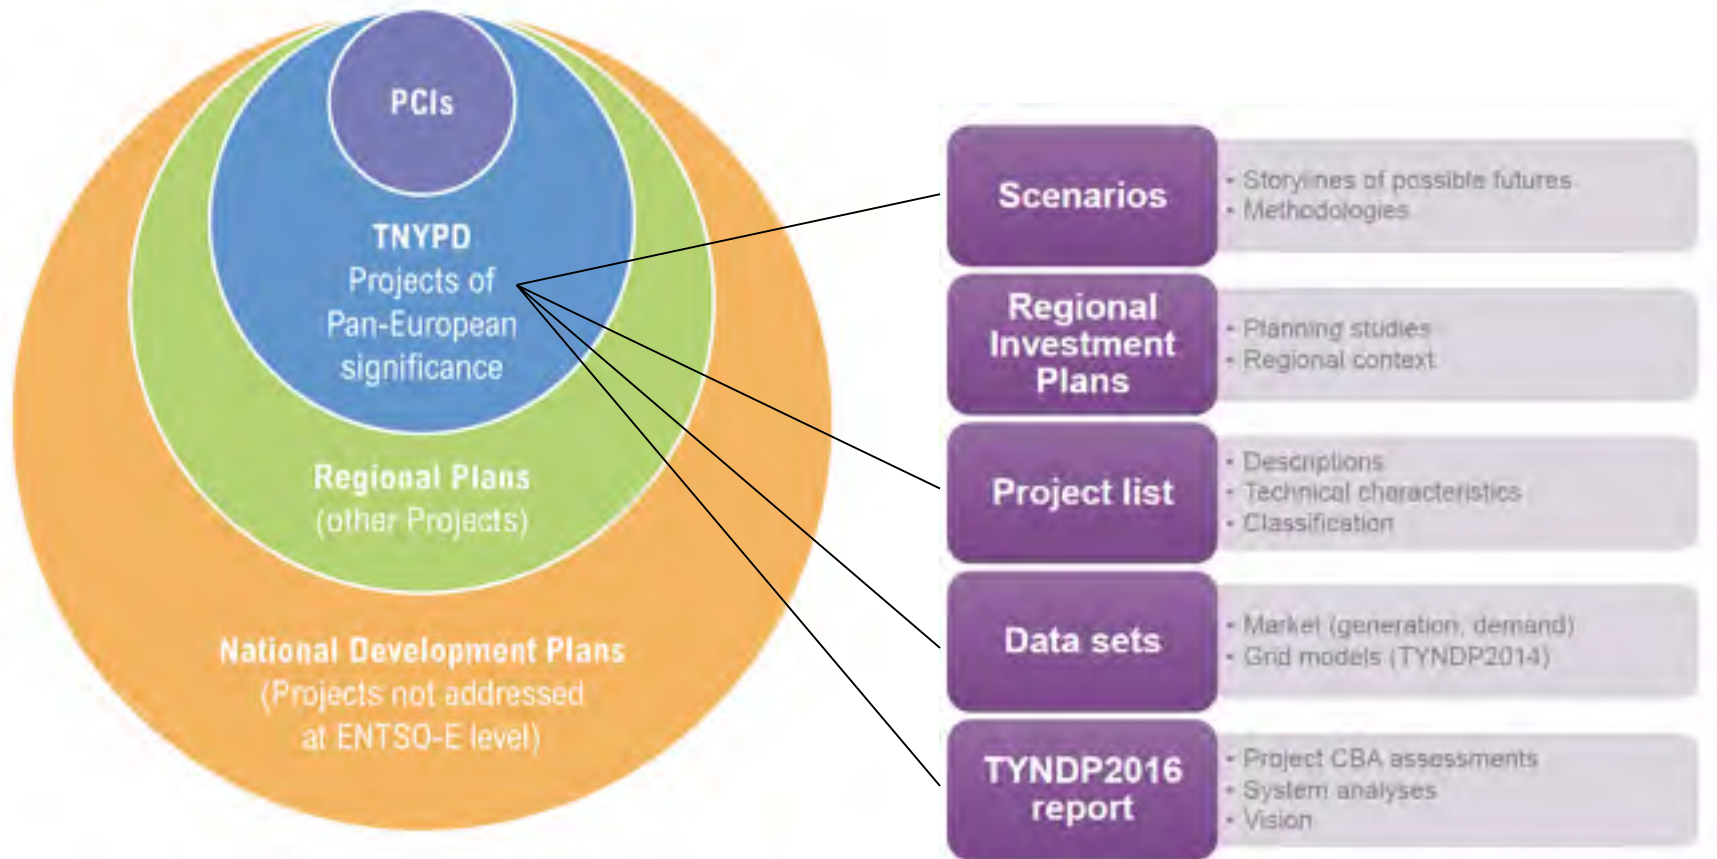 PCIs
TNYPD
Projects of
Pan-European
significance
Regional Plans
(other Projects)
National Development Plans
(Projects not addressed
at ENTSO-E level)
Scenarios
• Storylines of possible futures
• Methodologies
Regional
Investment
Plans
• Planning studies
• Regional context
Project list
• Descriptions
• Technical characteristics
• Classification
Data sets
• Market (generation, demand)
• Grid models (TYNDP2014)
TYNDP2016
report
• Project CBA assessments
• System analyses
• Vision